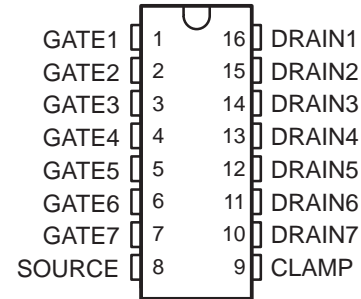 GATE1 1 16 DRAIN1
GATE2 2 15 DRAIN2
GATE3 3 14 DRAIN3
GATE4 4 13 DRAIN4
GATE5 5 12 DRAIN5
GATE6 6 11 DRAIN6
GATE7 7 10 DRAIN7
SOURCE 8 9 CLAMP